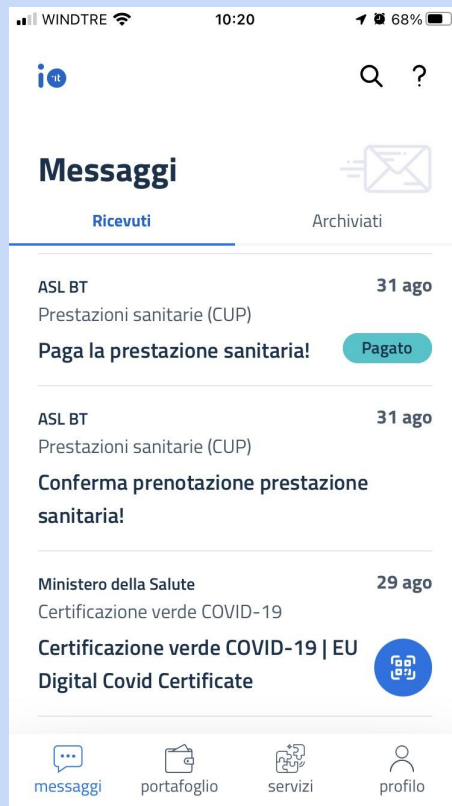 WINDTRE 10:20 68%
io it ?
Messaggi
Ricevuti Archiviati
ASL BT 31 ago
Prestazioni sanitarie (CUP)
Paga la prestazione sanitaria! Pagato
ASL BT 31 ago
Prestazioni sanitarie (CUP)
Conferma prenotazione prestazione
sanitaria!
Ministero della Salute 29 ago
Certificazione verde COVID-19
Certificazione verde COVID-19 | EU
Digital Covid Certificate
messaggi portafoglio servizi profilo